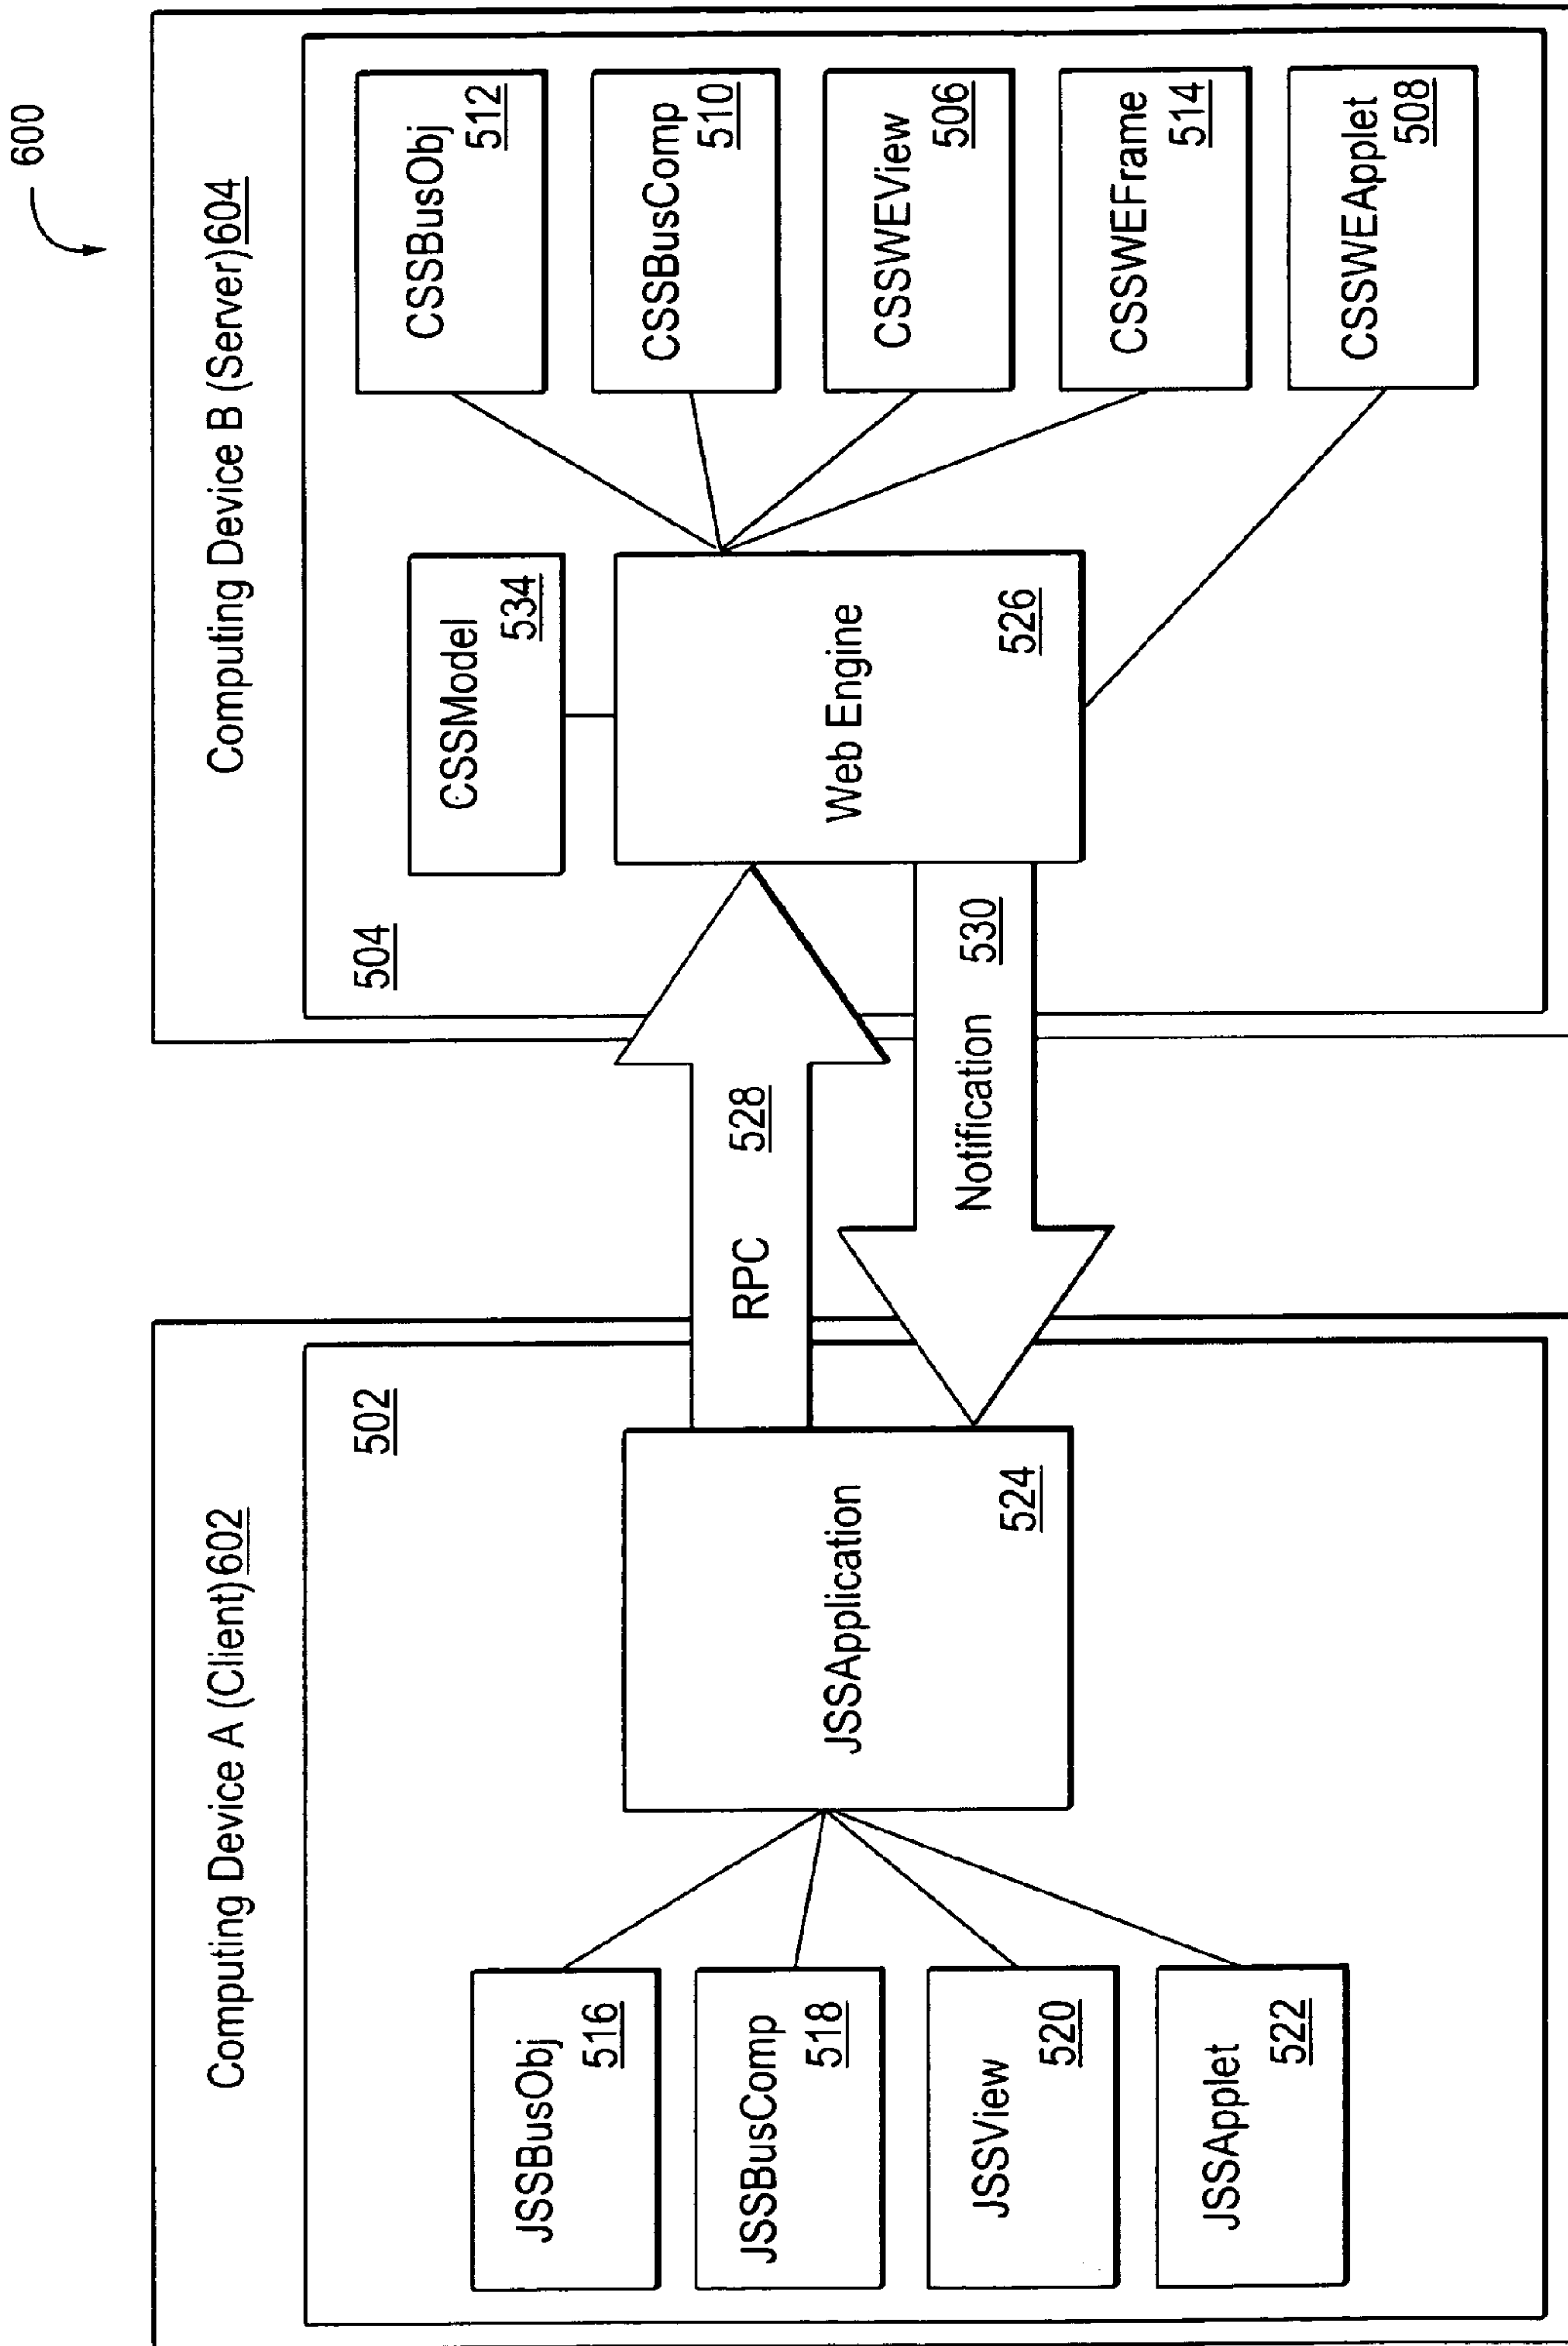 600
Computing Device A (Client) 602
502
JSSBusObj
516
JSSBusComp
518
JSSView
520
JSSApplet
522
JSSApplication
524
RPC 528
Notification 530
Computing Device B (Server) 604
504
CSSModel
534
Web Engine
526
CSSBusObj
512
CSSBusComp
510
CSSWEView
506
CSSWEFrame
514
CSSWEApplet
508